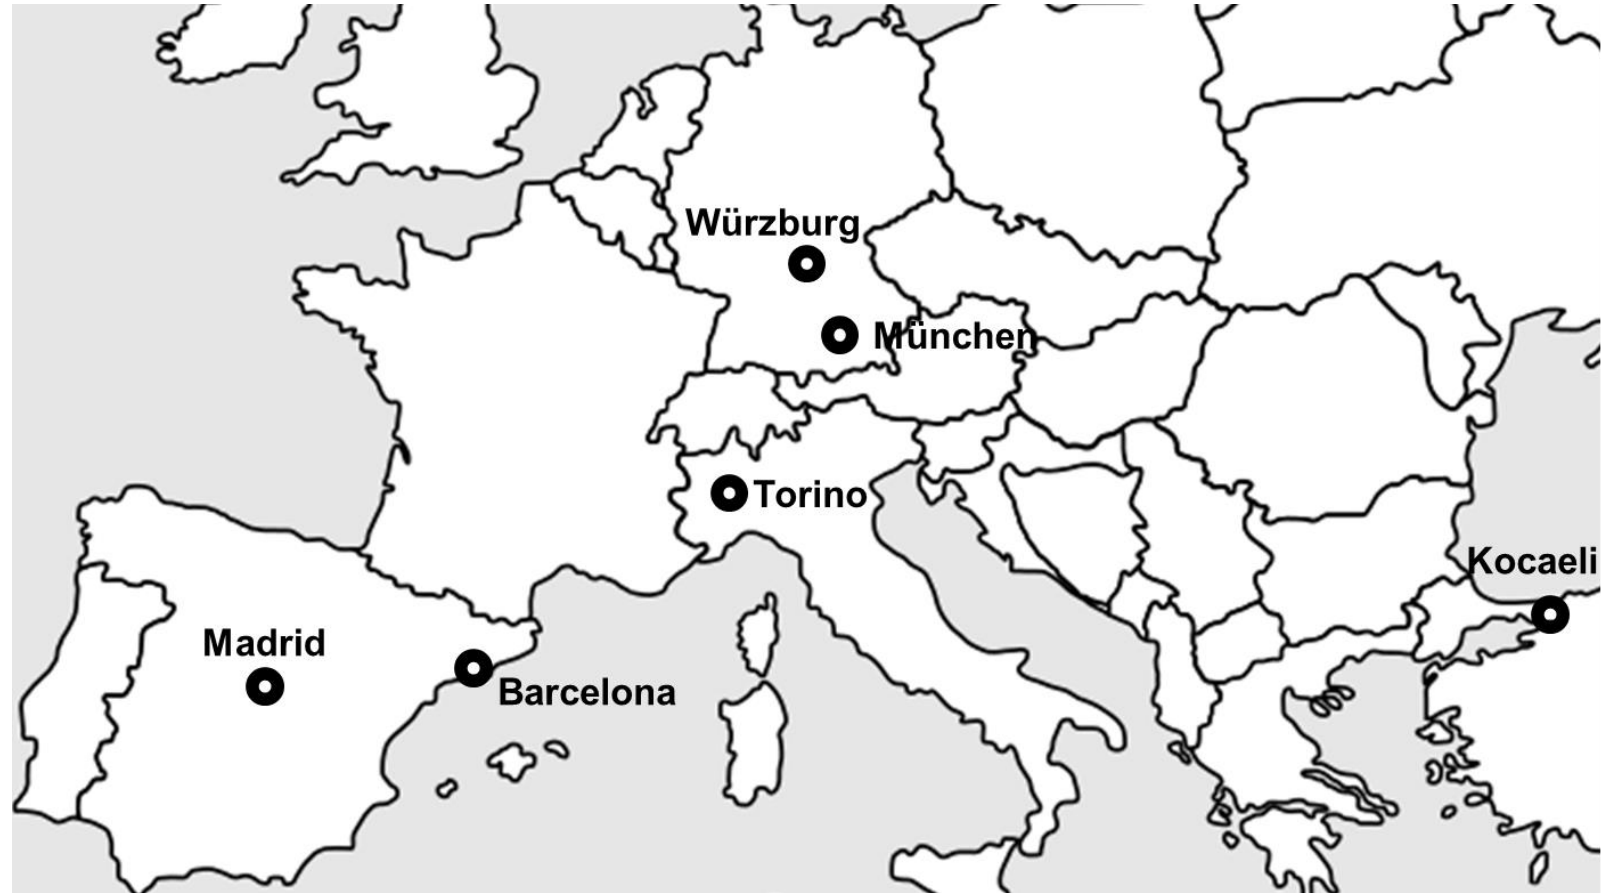 Würzburg
München
Torino
Kocaeli
Madrid
Barcelona